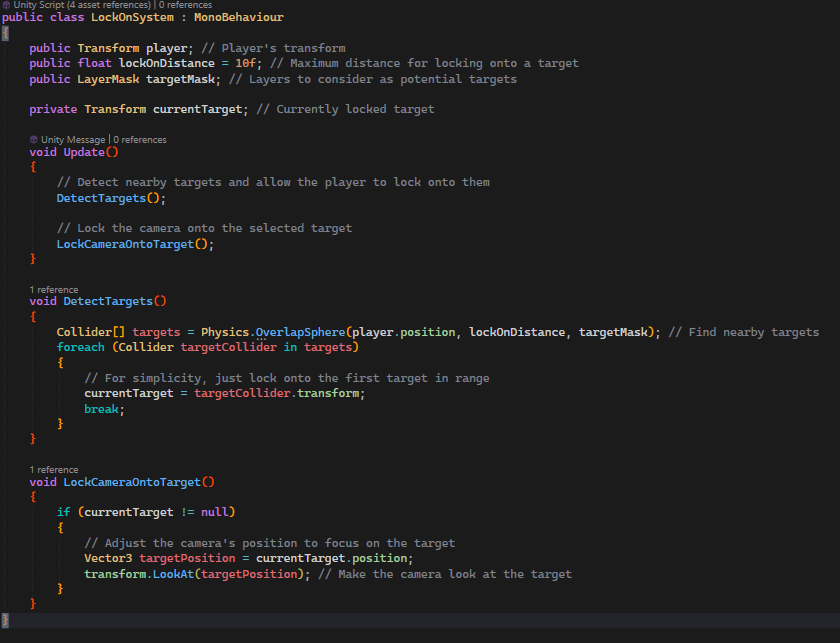 Unity Script (4 asset references) | 0 references
public class LockOnSystem : MonoBehaviour
{
    public Transform player; // Player's transform
    public float lockOnDistance = 10f; // Maximum distance for locking onto a target
    public LayerMask targetMask; // Layers to consider as potential targets
    private Transform currentTarget; // Currently locked target
    Unity Message | 0 references
    void Update()
    {
        // Detect nearby targets and allow the player to lock onto them
        DetectTargets();
        // Lock the camera onto the selected target
        LockCameraOntoTarget();
    }
    1 reference
    void DetectTargets()
    {
        Collider[] targets = Physics.OverlapSphere(player.position, lockOnDistance, targetMask); // Find nearby targets
        foreach (Collider targetCollider in targets)
        {
            // For simplicity, just lock onto the first target in range
            currentTarget = targetCollider.transform;
            break;
        }
    }
    1 reference
    void LockCameraOntoTarget()
    {
        if (currentTarget != null)
        {
            // Adjust the camera's position to focus on the target
            Vector3 targetPosition = currentTarget.position;
            transform.LookAt(targetPosition); // Make the camera look at the target
        }
    }
}